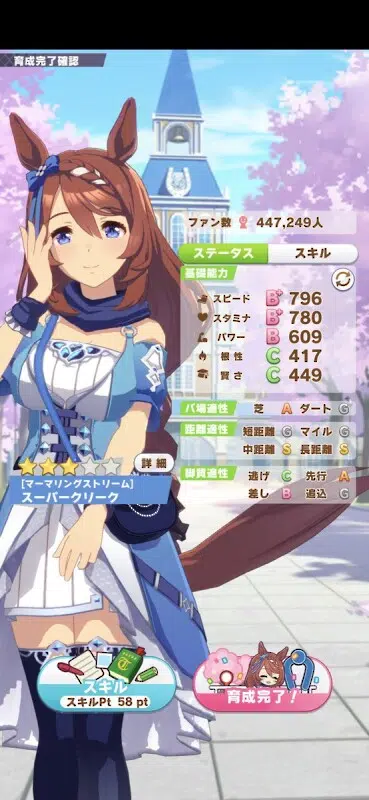 育成完了確認
ファン数 447,249人
ステータス スキル
基礎能力
スピード B+ 796
スタミナ B+ 780
パワー B 609
根性 C 417
賢さ C 449
バ場適性 芝 A ダート G
距離適性 短距離 G マイル G
中距離 S 長距離 S
脚質適性 逃げ C 先行 A
差し B 追込 G
詳細
[マーマリングストリーム]
スーパークリーク
スキル
スキルPt 58 pt
育成完了！